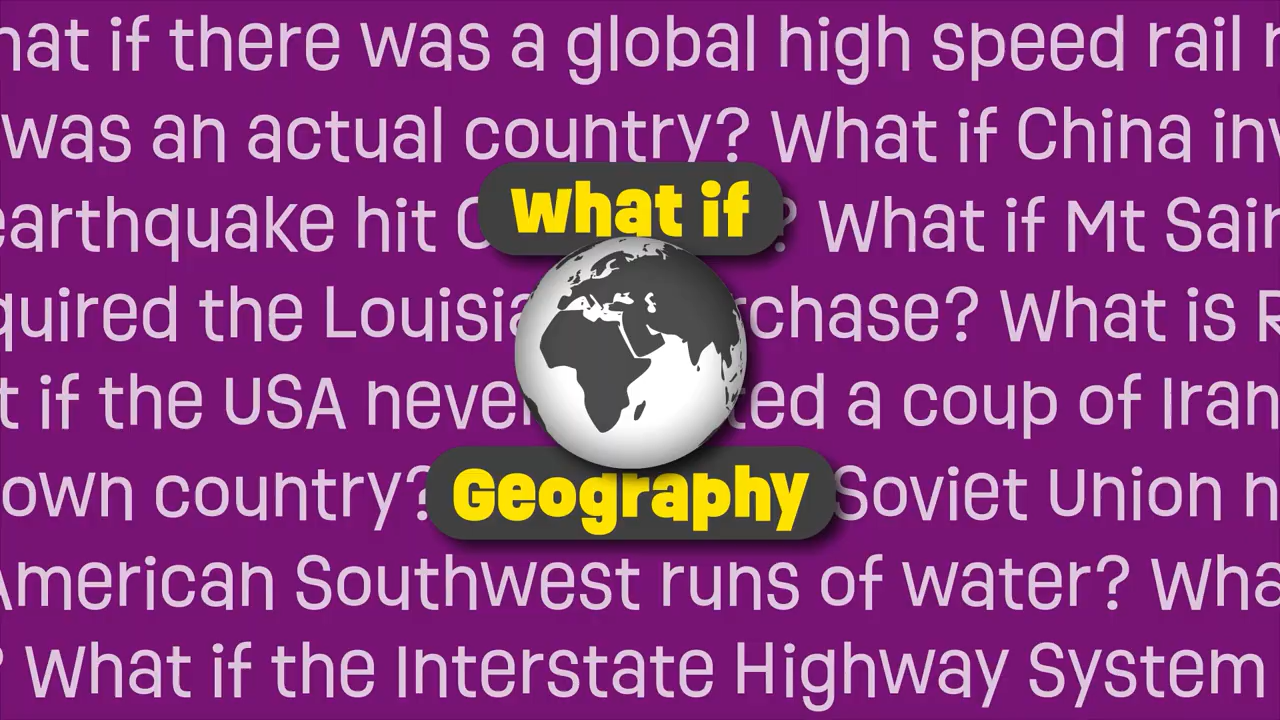 hat if there was a global high speed rail
was an actual country? What if China inv
earthquake hit ? What if Mt Sain
quired the Louisia rchase? What is
t if the USA never ted a coup of Iran
own country? Soviet Union
American Southwest runs of water? Wha
? What if the Interstate Highway System
What if
Geography